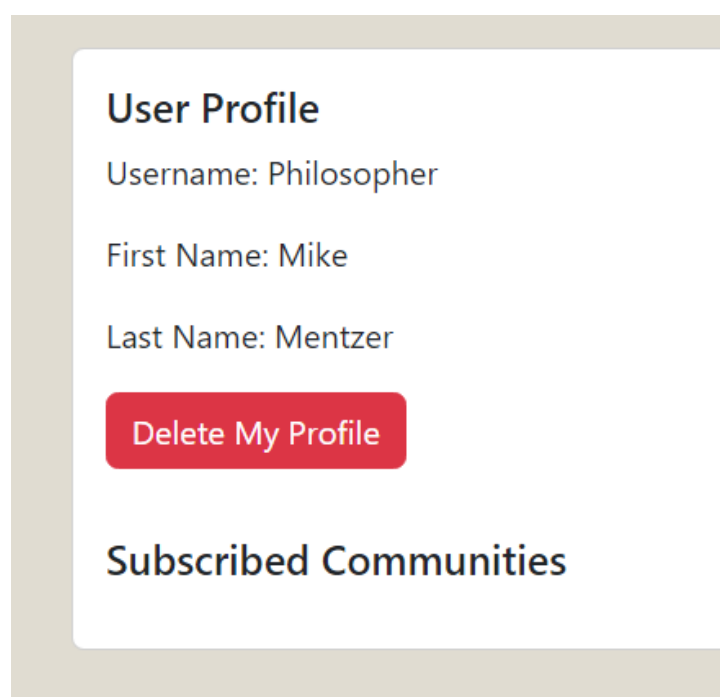 User Profile
Username: Philosopher
First Name: Mike
Last Name: Mentzer
Delete My Profile
Subscribed Communities